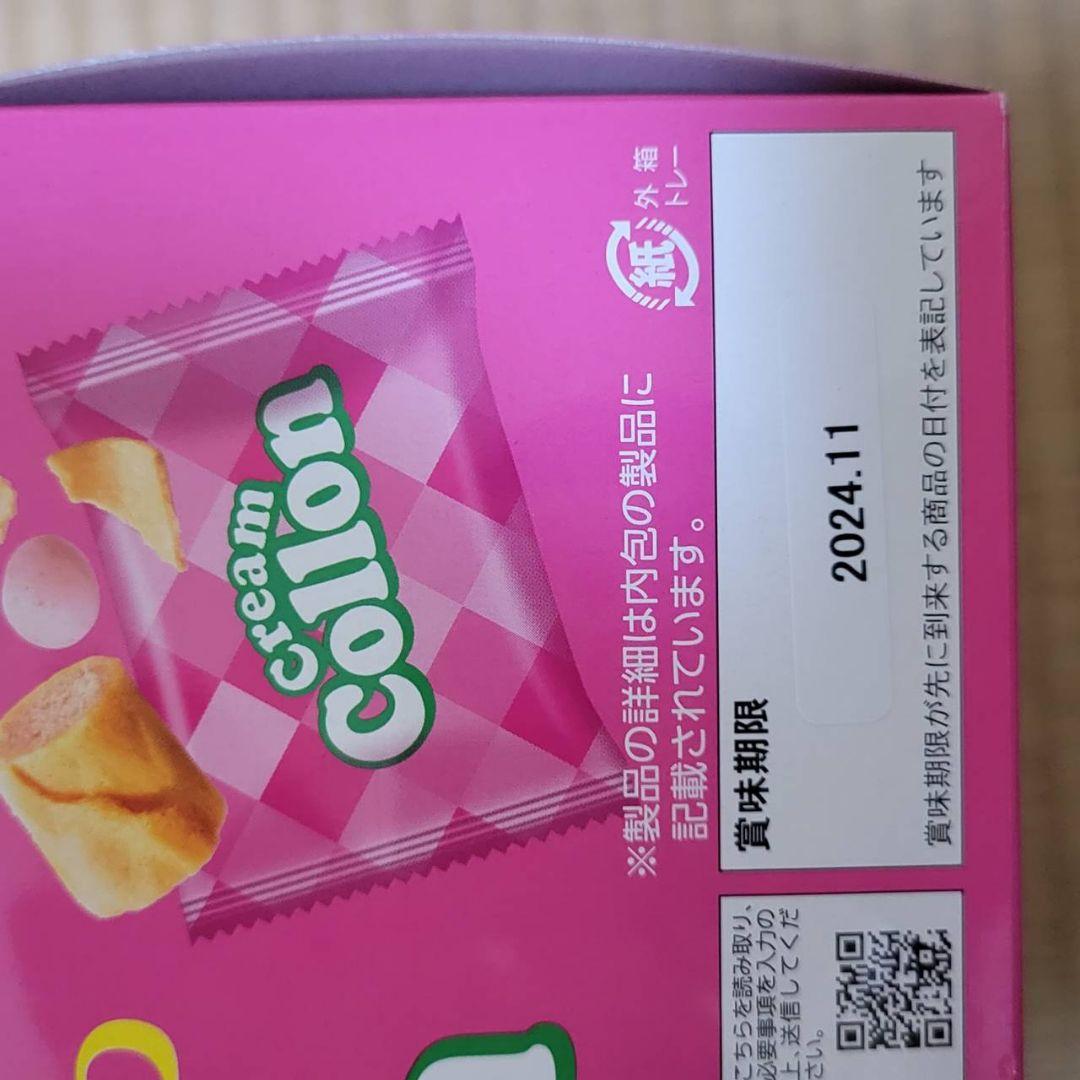 Cream
Collon
※製品の詳細は内包の製品に
記載されています。
紙
外 箱
トレー
賞味期限
2024.11
賞味期限が先に到来する商品の日付を表記しています
こちらを読み取り、
必要事項を入力の
上、送信してくだ
さい。